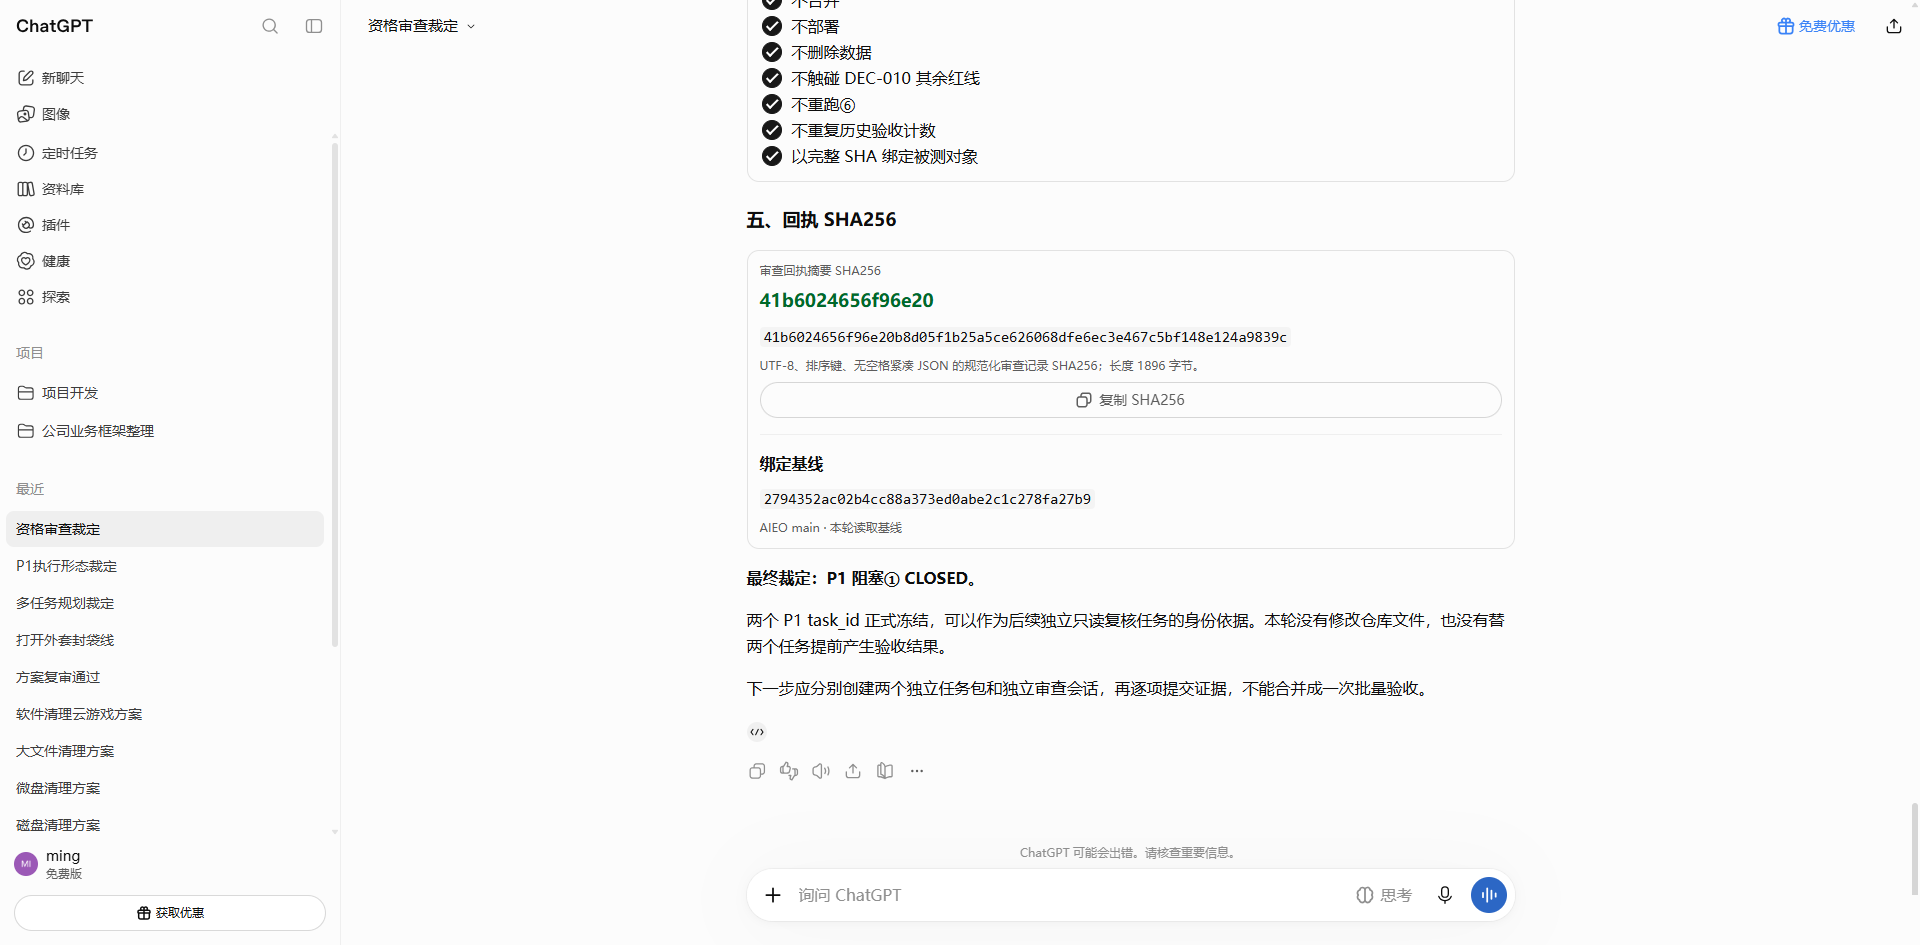 ChatGPT
新聊天
图像
定时任务
资料库
插件
健康
探索
项目
项目开发
公司业务框架整理
最近
资格审查裁定
P1执行形态裁定
多任务规划裁定
打开外套封袋线
方案复审通过
软件清理云游戏方案
大文件清理方案
微盘清理方案
磁盘清理方案
MI
ming
免费版
获取优惠
资格审查裁定
免费优惠
不合并
不部署
不删除数据
不触碰 DEC-010 其余红线
不重跑⑥
不重复历史验收计数
以完整 SHA 绑定被测对象
五、回执 SHA256
审查回执摘要 SHA256
41b6024656f96e20
41b6024656f96e20b8d05f1b25a5ce626068dfe6ec3e467c5bf148e124a9839c
UTF-8、排序键、无空格紧凑 JSON 的规范化审查记录 SHA256；长度 1896 字节。
复制 SHA256
绑定基线
2794352ac02b4cc88a373ed0abe2c1c278fa27b9
AIEO main · 本轮读取基线
最终裁定：P1 阻塞① CLOSED。
两个 P1 task_id 正式冻结，可以作为后续独立只读复核任务的身份依据。本轮没有修改仓库文件，也没有替
两个任务提前产生验收结果。
下一步应分别创建两个独立任务包和独立审查会话，再逐项提交证据，不能合并成一次批量验收。
ChatGPT 可能会出错。请核查重要信息。
询问 ChatGPT
思考